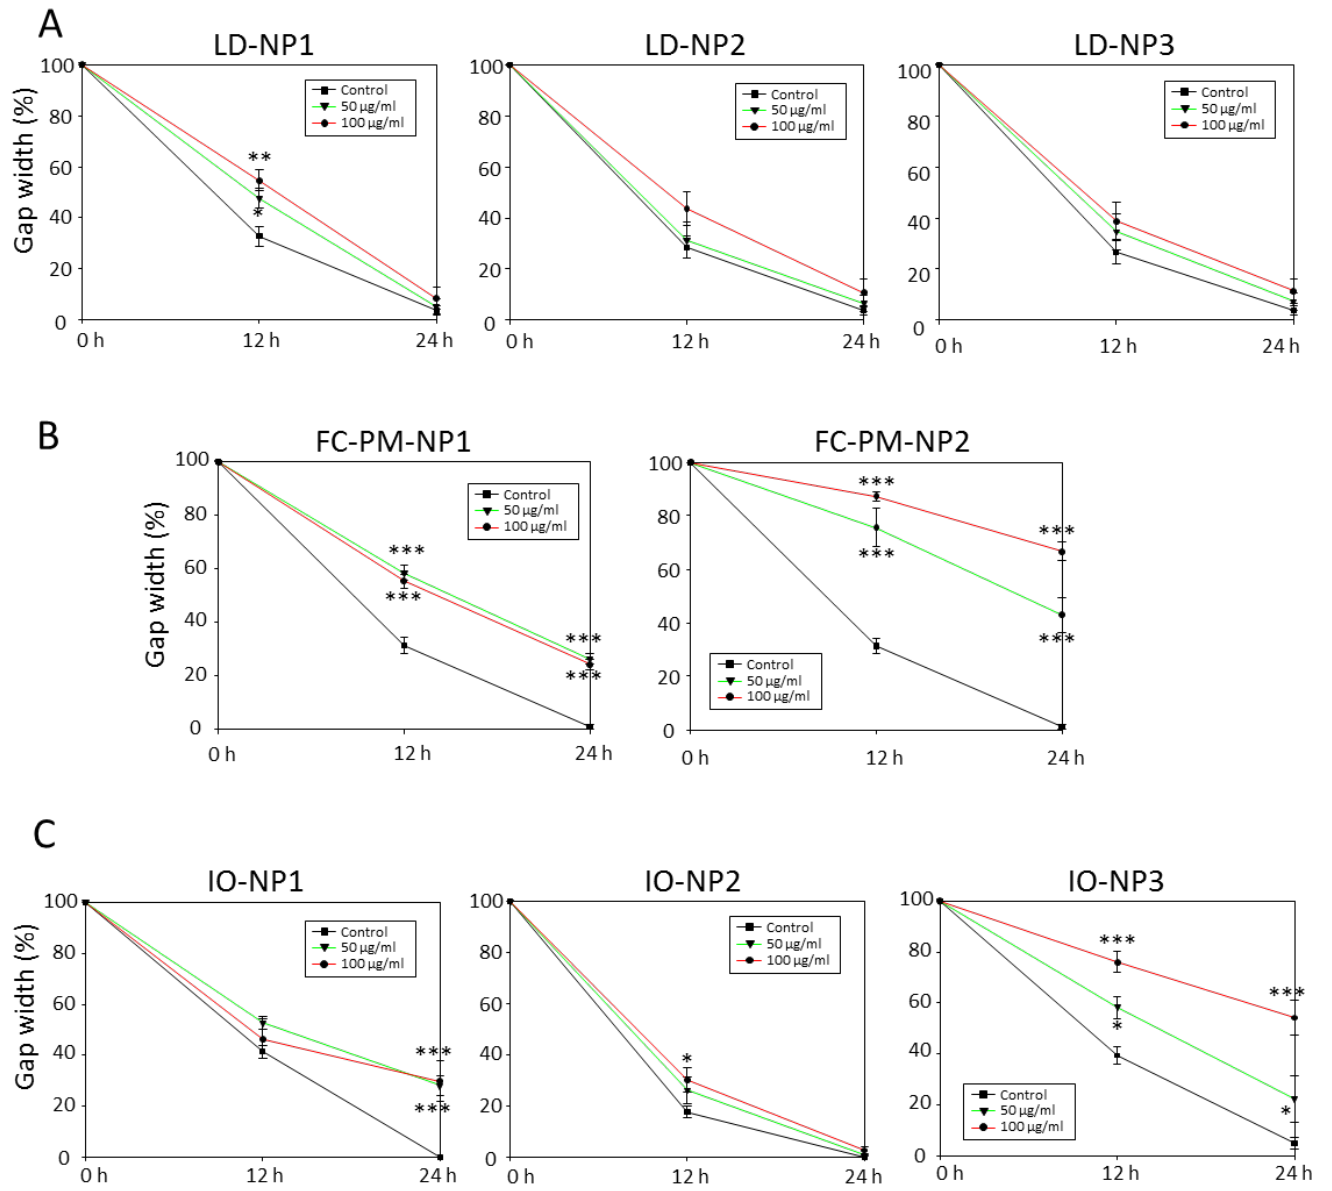 A
LD-NP1 LD-NP2 LD-NP3
Gap width (%)
100 80 60 40 20 0
Control
50 µg/ml
100 µg/ml
**
*
0 h 12 h 24 h
100 80 60 40 20 0
Control
50 µg/ml
100 µg/ml
0 h 12 h 24 h
100 80 60 40 20 0
Control
50 µg/ml
100 µg/ml
0 h 12 h 24 h
B
FC-PM-NP1 FC-PM-NP2
Gap width (%)
100 80 60 40 20 0
Control
50 µg/ml
100 µg/ml
*** ***
*** ***
0 h 12 h 24 h
100 80 60 40 20 0
*** ***
*** ***
Control
50 µg/ml
100 µg/ml
0 h 12 h 24 h
C
IO-NP1 IO-NP2 IO-NP3
Gap width (%)
100 80 60 40 20 0
Control
50 µg/ml
100 µg/ml
***
***
0 h 12 h 24 h
100 80 60 40 20 0
Control
50 µg/ml
100 µg/ml
*
0 h 12 h 24 h
100 80 60 40 20 0
*** ***
* *
Control
50 µg/ml
100 µg/ml
0 h 12 h 24 h